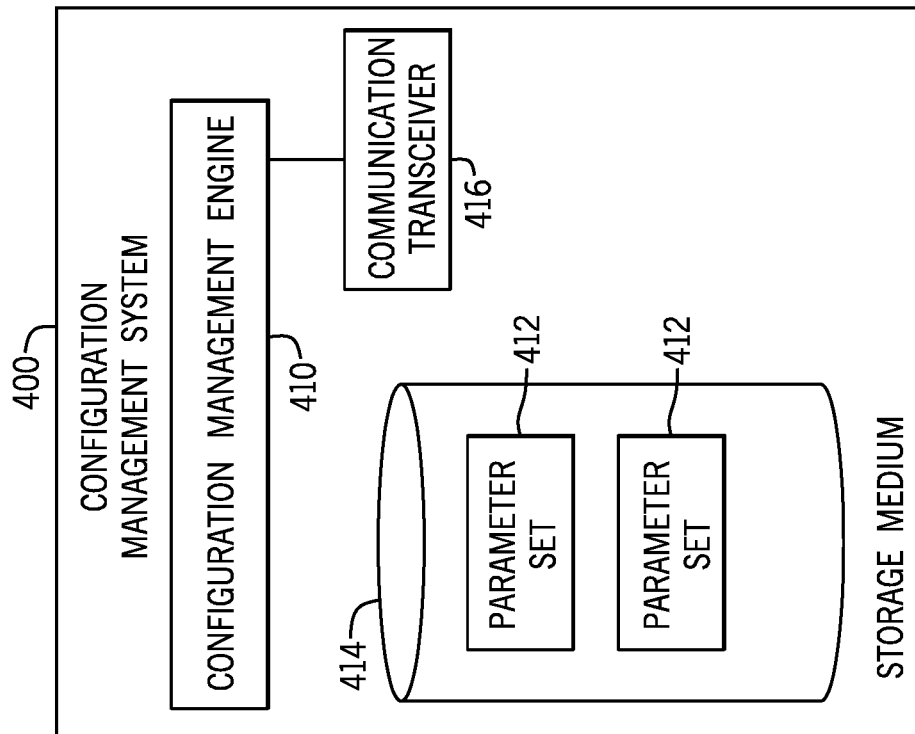 400
CONFIGURATION
MANAGEMENT SYSTEM
CONFIGURATION MANAGEMENT ENGINE
410
COMMUNICATION
TRANSCEIVER
416
414
PARAMETER
SET
412
PARAMETER
SET
412
STORAGE MEDIUM